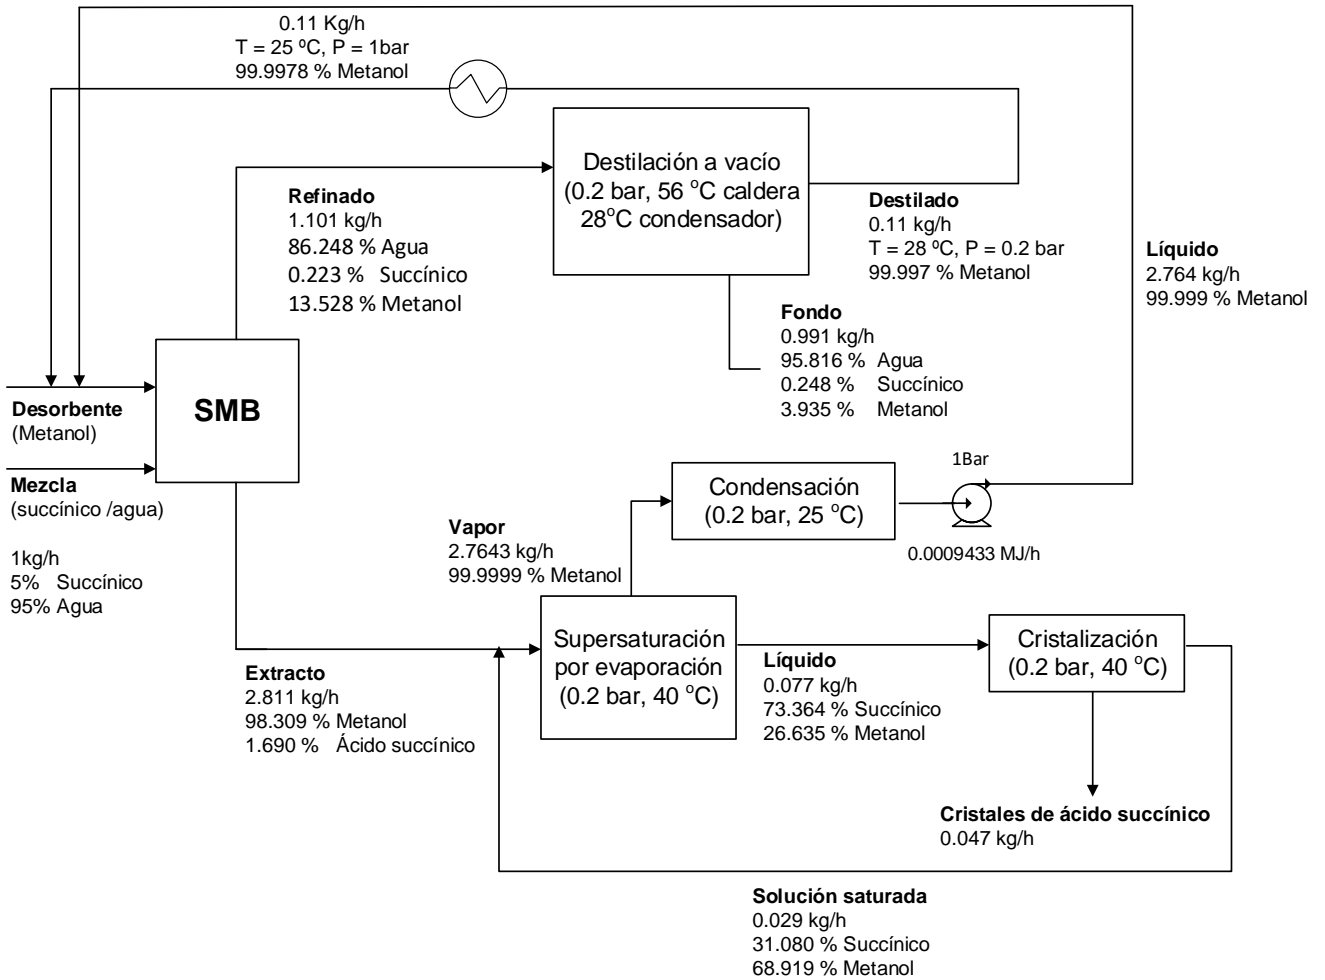 0.11 Kg/h
T = 25 ºC, P = 1bar
99.9978 % Metanol
Destilación a vacío
(0.2 bar, 56 °C caldera
28°C condensador)
Refinado
1.101 kg/h
86.248 % Agua
0.223 % Succínico
13.528 % Metanol
Destilado
0.11 kg/h
T = 28 ºC, P = 0.2 bar
99.997 % Metanol
Líquido
2.764 kg/h
99.999 % Metanol
Fondo
0.991 kg/h
95.816 % Agua
0.248 % Succínico
3.935 % Metanol
SMB
Desorbente
(Metanol)
Mezcla
(succínico /agua)
1kg/h
5% Succínico
95% Agua
Condensación
(0.2 bar, 25 °C)
1Bar
0.0009433 MJ/h
Vapor
2.7643 kg/h
99.9999 % Metanol
Supersaturación
por evaporación
(0.2 bar, 40 °C)
Cristalización
(0.2 bar, 40 °C)
Líquido
0.077 kg/h
73.364 % Succínico
26.635 % Metanol
Extracto
2.811 kg/h
98.309 % Metanol
1.690 % Ácido succínico
Cristales de ácido succínico
0.047 kg/h
Solución saturada
0.029 kg/h
31.080 % Succínico
68.919 % Metanol